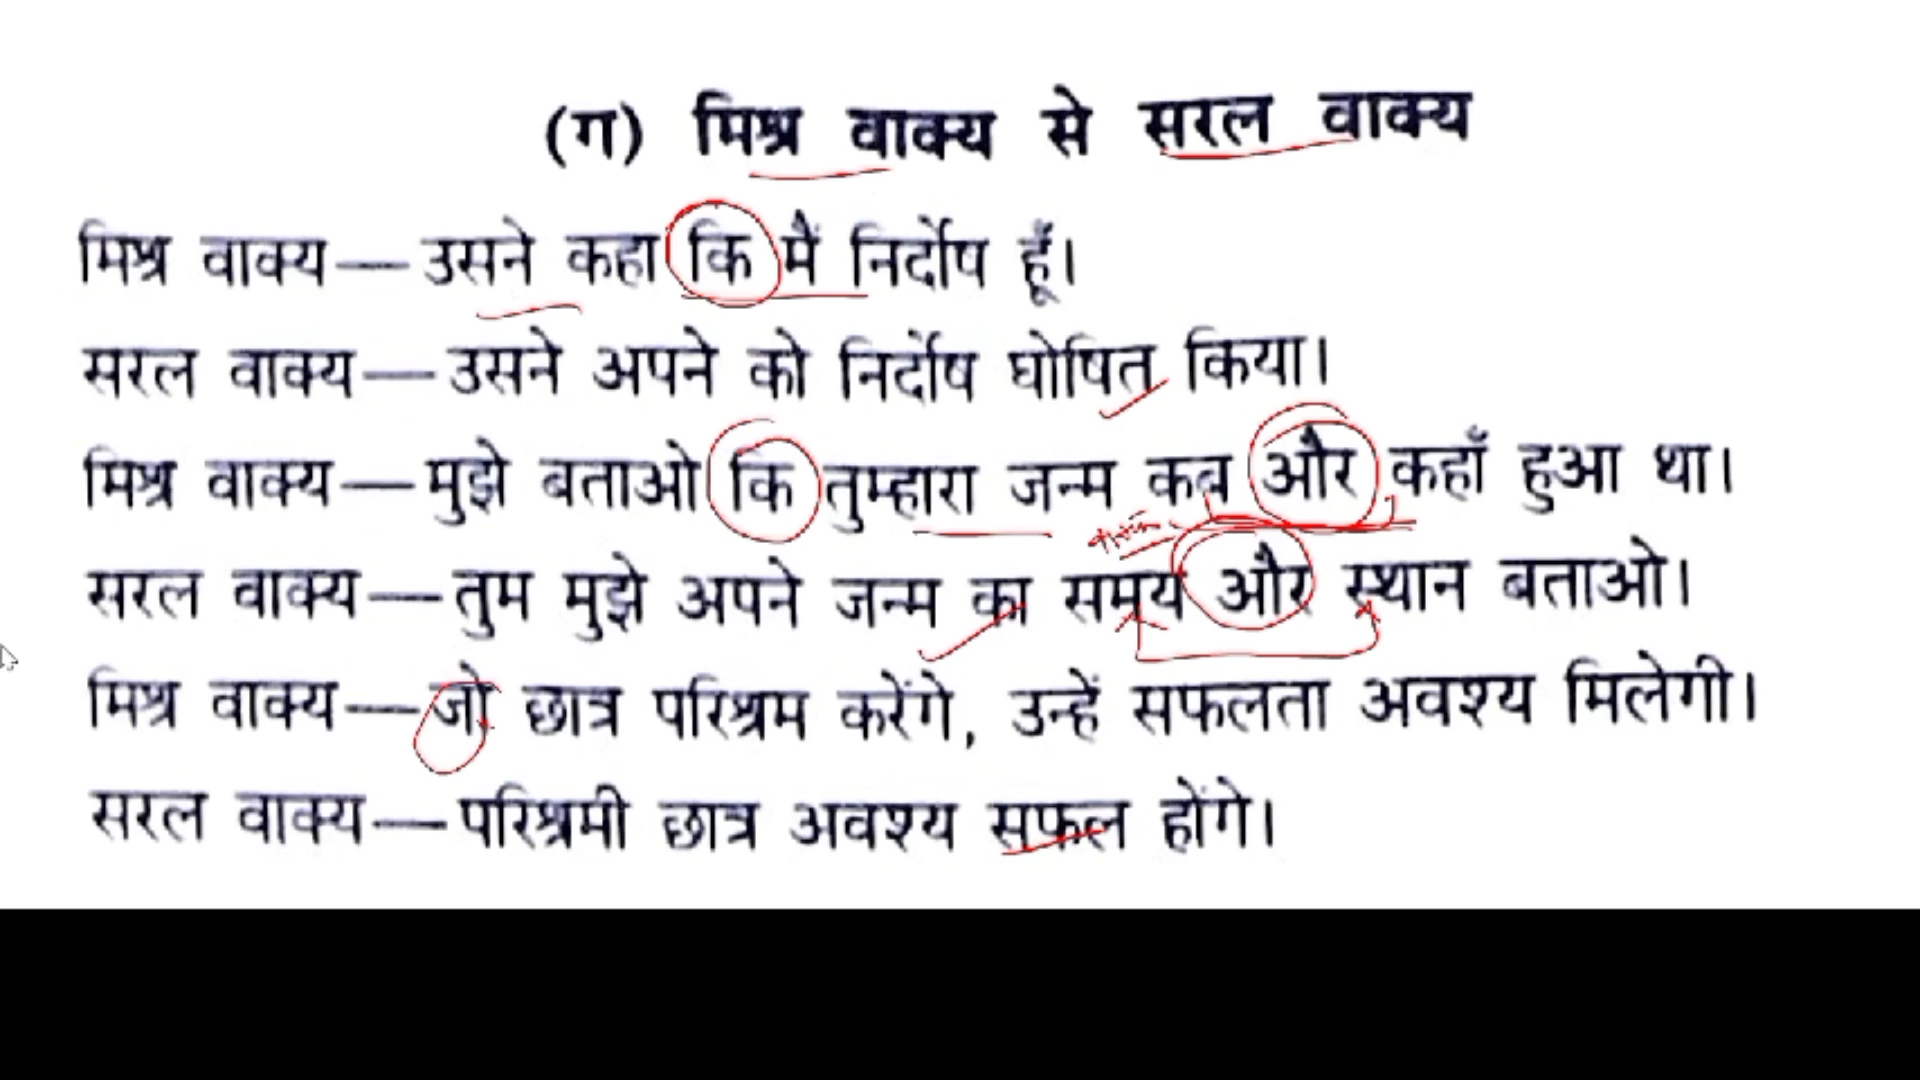 (ग) मिश्र वाक्य से सरल वाक्य
मिश्र वाक्य—उसने कहा कि मैं निर्दोष हूँ।
सरल वाक्य—उसने अपने को निर्दोष घोषित किया।
मिश्र वाक्य—मुझे बताओ कि तुम्हारा जन्म कब और कहाँ हुआ था।
सरल वाक्य—तुम मुझे अपने जन्म का समय और स्थान बताओ।
मिश्र वाक्य—जो छात्र परिश्रम करेंगे, उन्हें सफलता अवश्य मिलेगी।
सरल वाक्य—परिश्रमी छात्र अवश्य सफल होंगे।